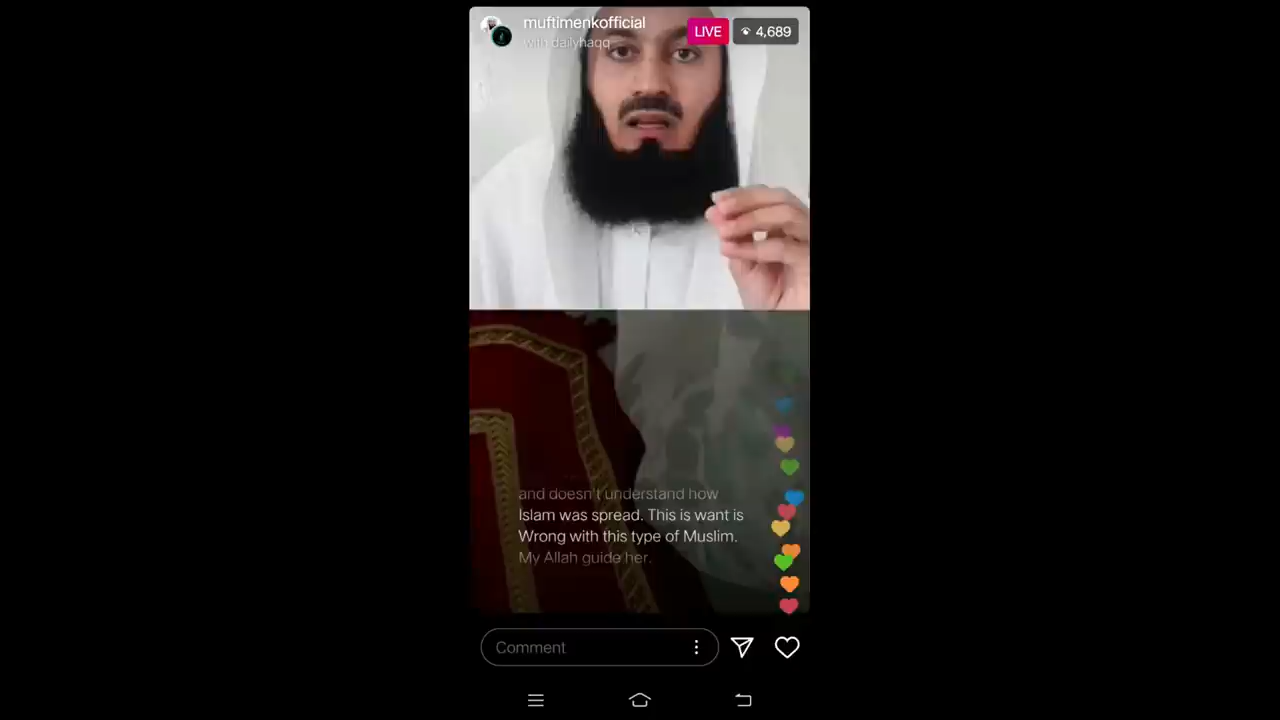 muftimenkofficial
LIVE
4,689
with dailyhaqq
and doesn't understand how
Islam was spread. This is want is
Wrong with this type of Muslim.
My Allah guide her.
Comment